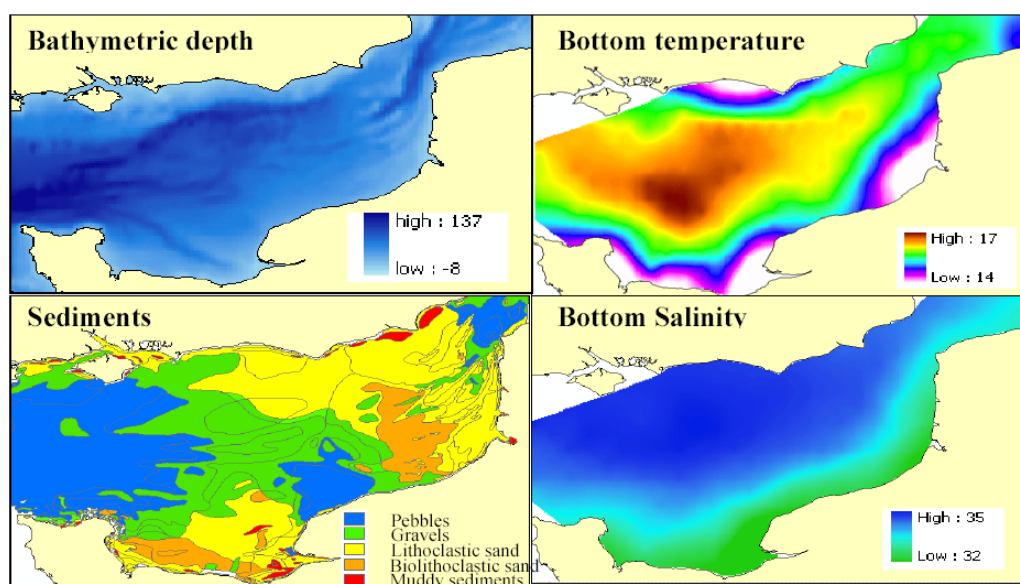 Bathymetric depth
high : 137
low : -8
Bottom temperature
High : 17
Low : 14
Sediments
Pebbles
Gravels
Lithoclastic sand
Biolithoclastic sand
Muddy sediments
Bottom Salinity
High : 35
Low : 32